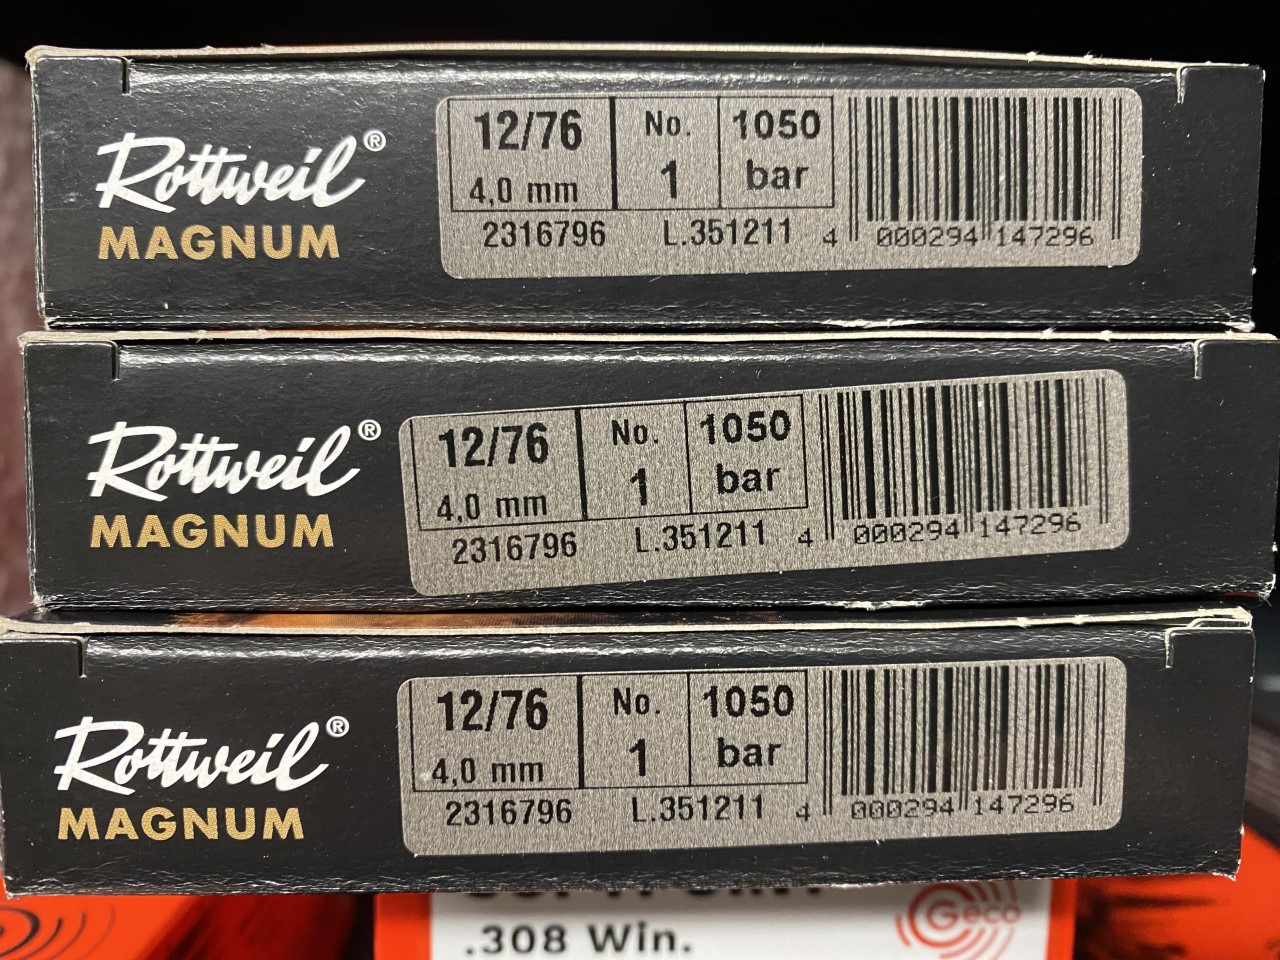 Rottweil®
MAGNUM
12/76
4,0 mm
No.
1
1050
bar
2316796 L.351211
4 000294 147296
Rottweil®
MAGNUM
12/76
4,0 mm
No.
1
1050
bar
2316796 L.351211
4 000294 147296
Rottweil®
MAGNUM
12/76
4,0 mm
No.
1
1050
bar
2316796 L.351211
4 000294 147296
Geco
.308 Win.